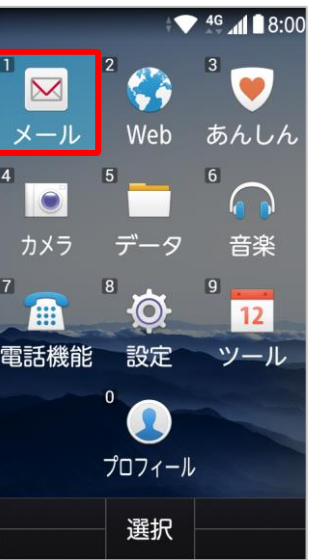 4G 8:00
1 2 3
メール Web あんしん
4 5 6
カメラ データ 音楽
7 8 9
12
電話機能 設定 ツール
0
プロフィール
選択